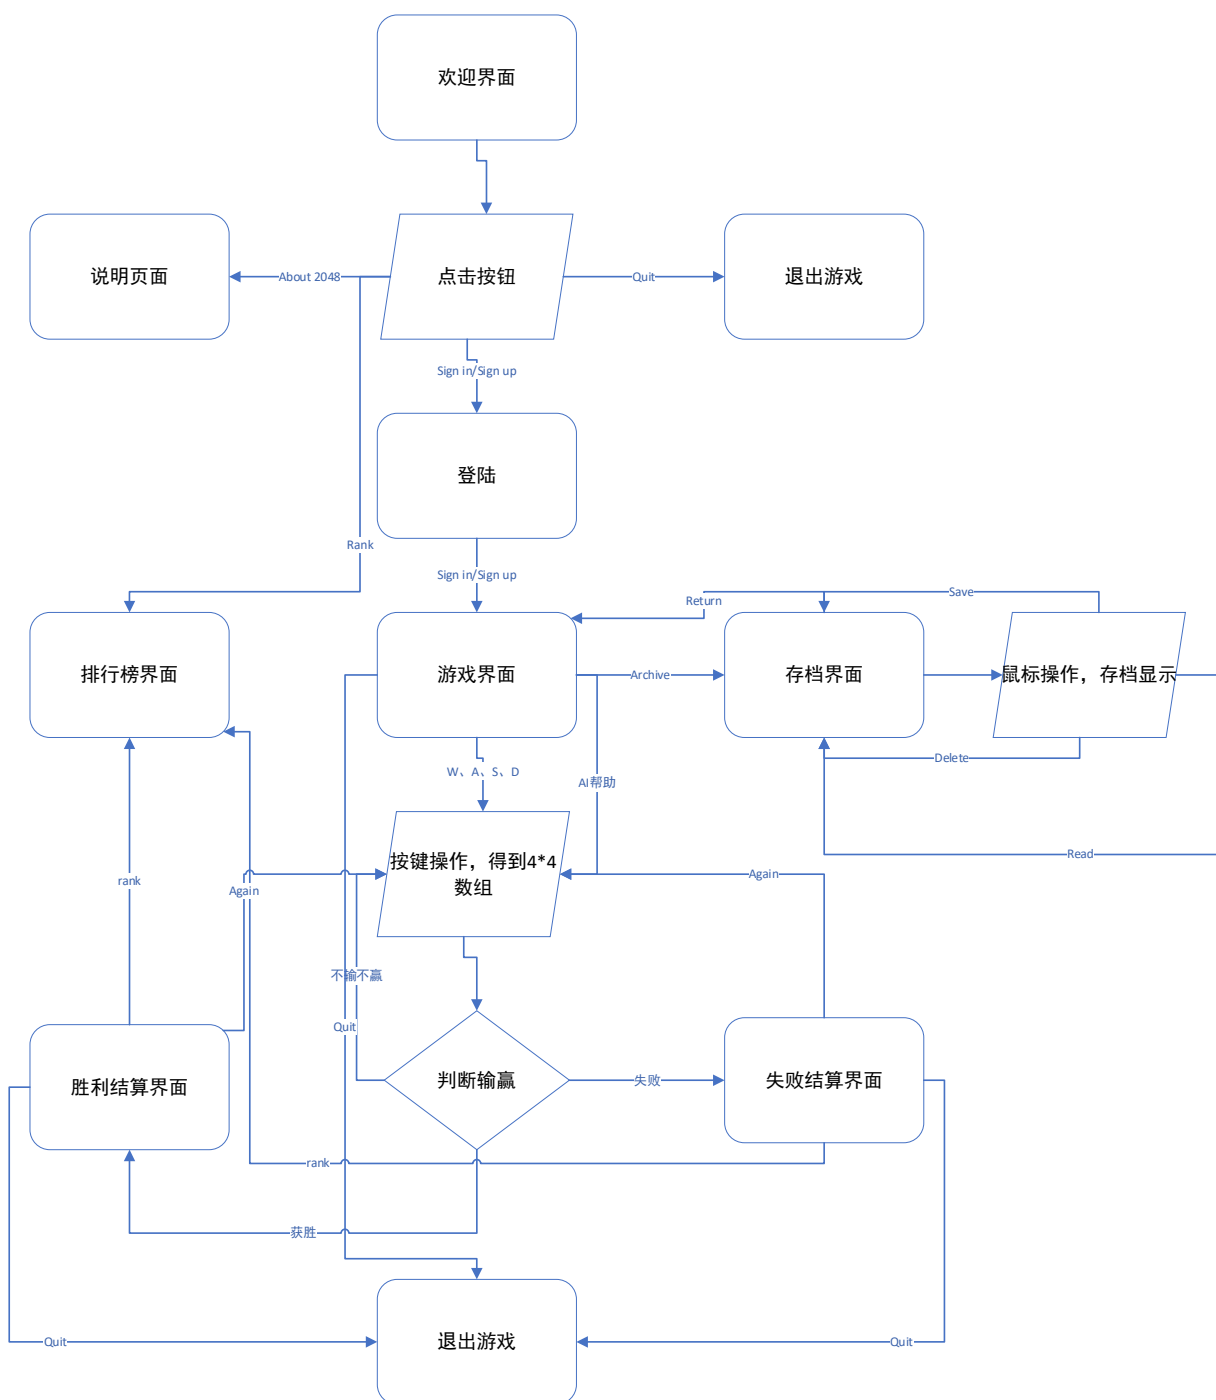 欢迎界面
说明页面
About 2048
点击按钮
Quit
退出游戏
Sign in/Sign up
登陆
Rank
Sign in/Sign up
Return
Save
排行榜界面
游戏界面
Archive
存档界面
鼠标操作，存档显示
W、A、S、D
AI帮助
Delete
Read
按键操作，得到4*4
数组
rank
Again
Again
不输不赢
Quit
胜利结算界面
判断输赢
失败
失败结算界面
rank
获胜
Quit
退出游戏
Quit